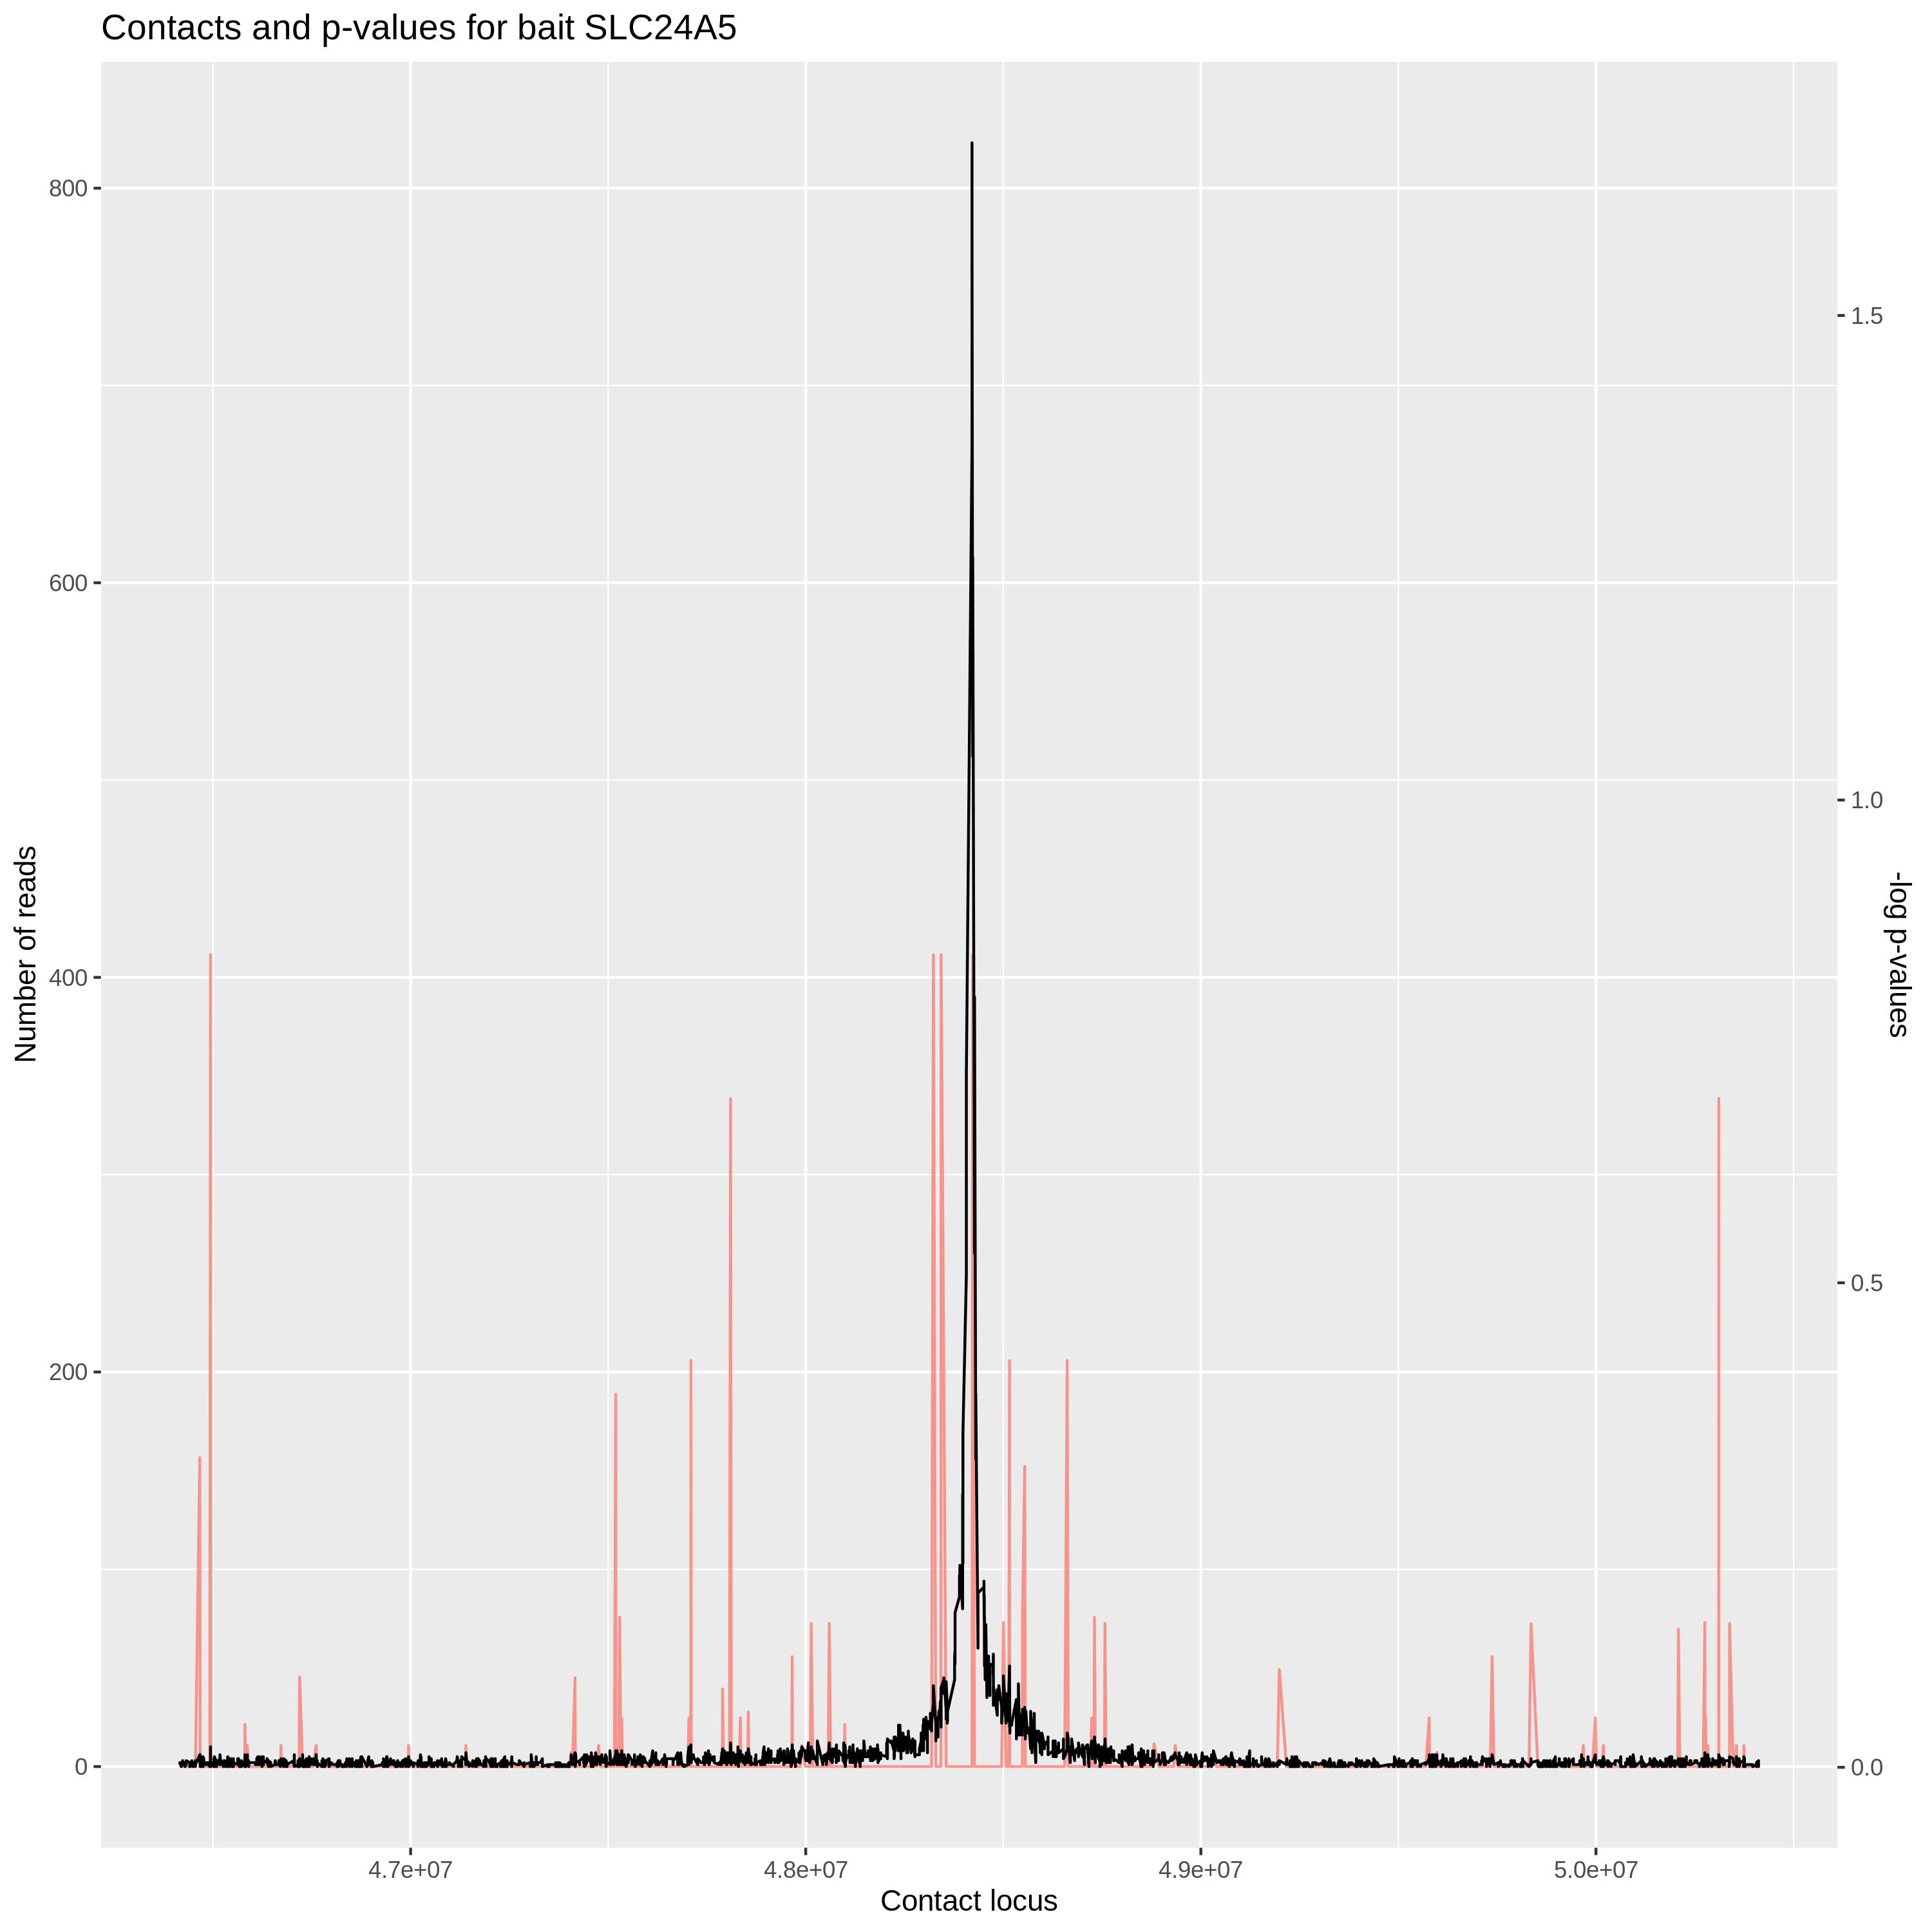 Contacts and p-values for bait SLC24A5
800
600
400
200
0
Number of reads
1.5
1.0
0.5
0.0
-log p-values
4.7e+07
4.8e+07
4.9e+07
5.0e+07
Contact locus